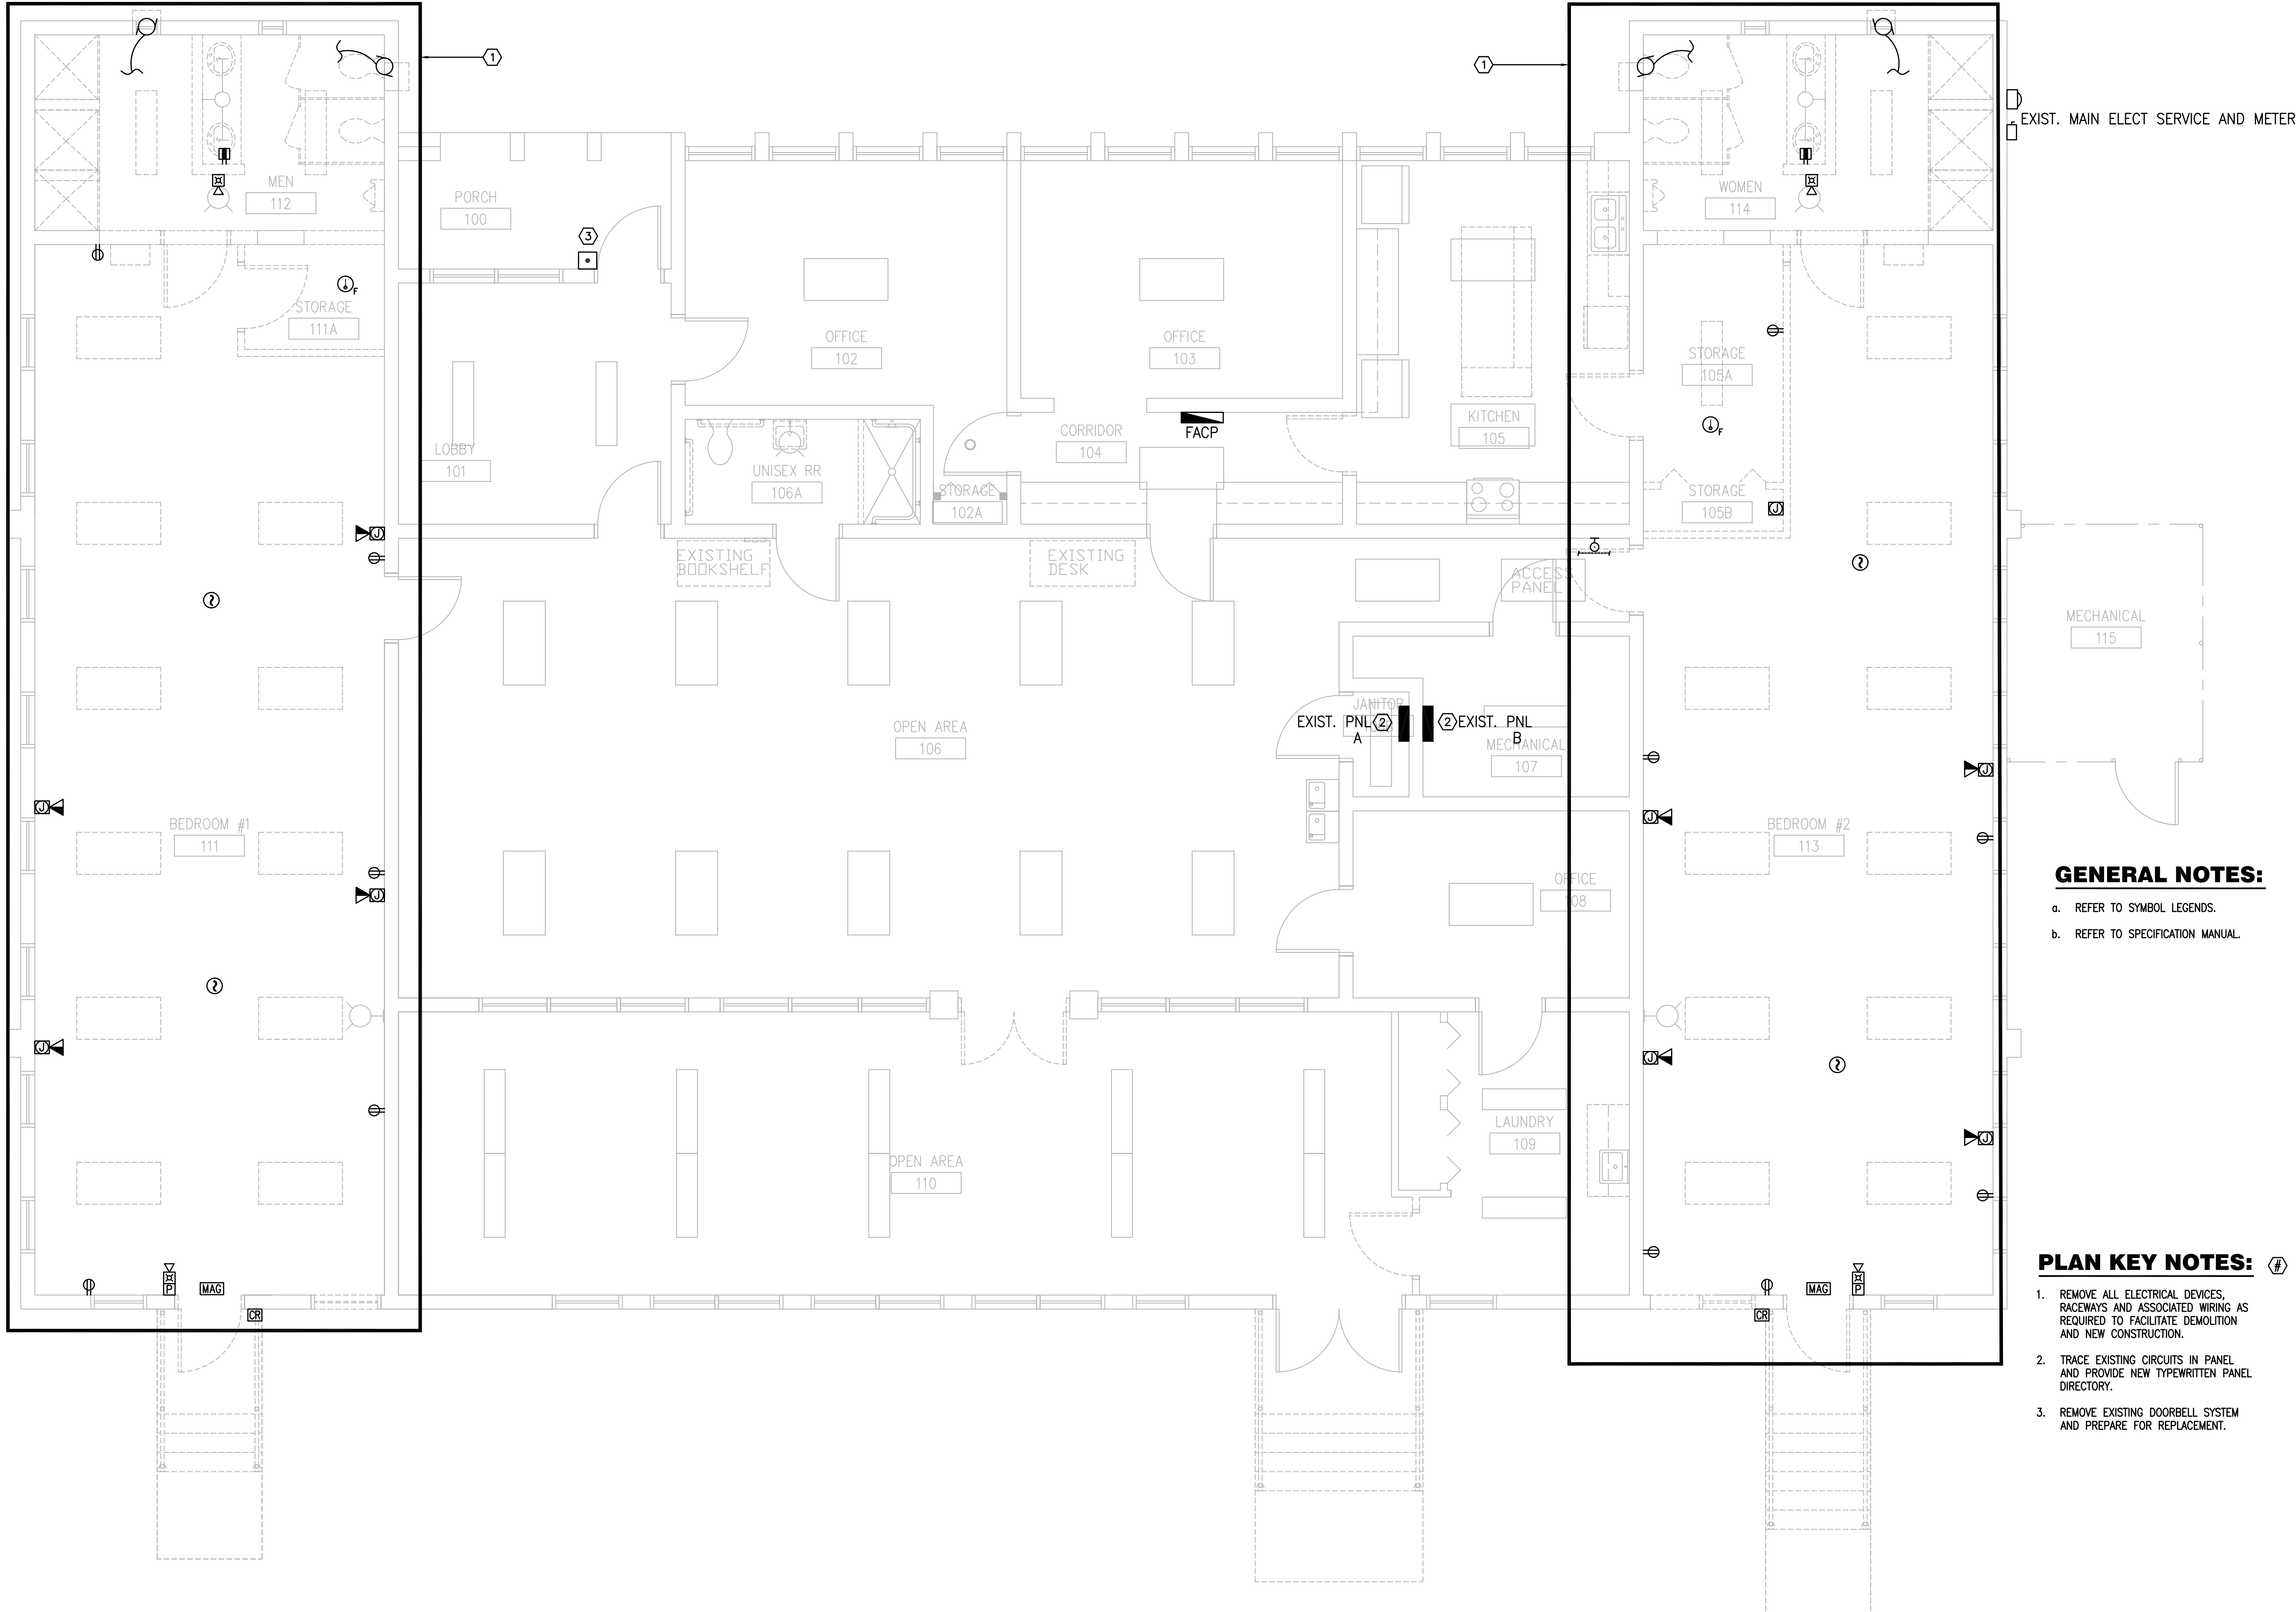 1
1
EXIST. MAIN ELECT SERVICE AND METER
MEN
112
PORCH
100
3
WOMEN
114
F
STORAGE
111A
OFFICE
102
OFFICE
103
STORAGE
105A
F
FACP
KITCHEN
105
CORRIDOR
104
LOBBY
101
UNISEX RR
106A
STORAGE
102A
STORAGE
105B
J
J
EXISTING
BOOKSHELF
EXISTING
DESK
ACCESS
PANEL
MECHANICAL
115
JANITOR
EXIST. PNL
A
2
2
EXIST. PNL
B
OPEN AREA
106
MECHANICAL
107
J
J
J
BEDROOM #1
111
BEDROOM #2
113
J
OFFICE
108
GENERAL NOTES:
a. REFER TO SYMBOL LEGENDS.
b. REFER TO SPECIFICATION MANUAL.
J
J
LAUNDRY
109
J
OPEN AREA
110
P
MAG
CR
MAG
P
CR
PLAN KEY NOTES: #
1. REMOVE ALL ELECTRICAL DEVICES,
RACEWAYS AND ASSOCIATED WIRING AS
REQUIRED TO FACILITATE DEMOLITION
AND NEW CONSTRUCTION.
2. TRACE EXISTING CIRCUITS IN PANEL
AND PROVIDE NEW TYPEWRITTEN PANEL
DIRECTORY.
3. REMOVE EXISTING DOORBELL SYSTEM
AND PREPARE FOR REPLACEMENT.